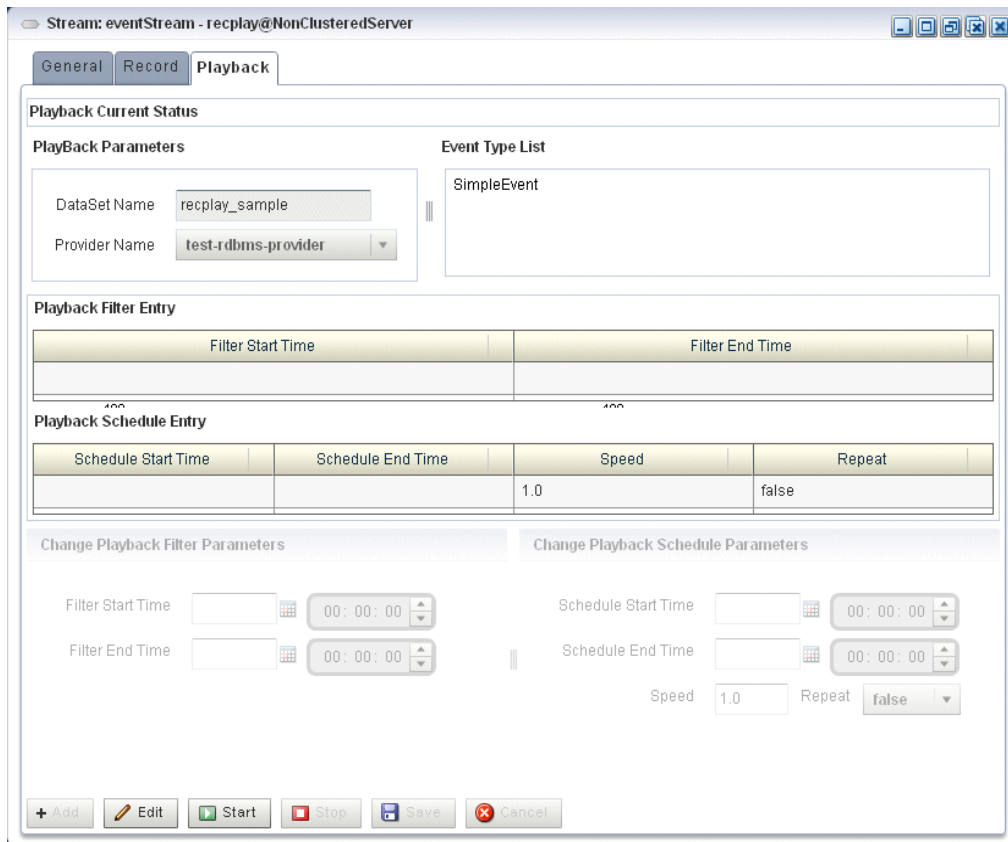 Stream: eventStream - recplay@NonClusteredServer
General Record Playback
Playback Current Status
PlayBack Parameters
Event Type List
DataSet Name recplay_sample
Provider Name test-rdbms-provider
SimpleEvent
Playback Filter Entry
Filter Start Time Filter End Time
Playback Schedule Entry
Schedule Start Time Schedule End Time Speed Repeat
1.0 false
Change Playback Filter Parameters
Filter Start Time 00: 00: 00
Filter End Time 00: 00: 00
Change Playback Schedule Parameters
Schedule Start Time 00: 00: 00
Schedule End Time 00: 00: 00
Speed 1.0 Repeat false
+ Add Edit Start Stop Save Cancel